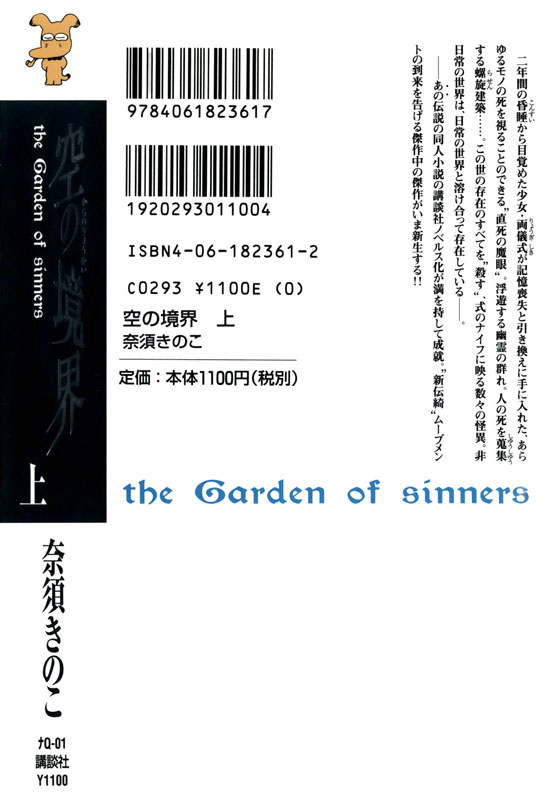 二年間の昏睡から目覚めた少女・両儀式が記憶喪失と引き換えに手に入れた、あら
ゆるモノの死を視ることのできる〝直死の魔眼〟。浮遊する幽霊の群れ。人の死を蒐集
する螺旋建築……。この世の存在のすべてを〝殺す〟、式のナイフに映る数々の怪異。非
日常の世界は、日常の世界と溶け合って存在している――。
――あの伝説の同人小説の講談社ノベルス化が満を持して成就。〝新伝綺〟ムーブメン
トの到来を告げる傑作中の傑作がいま新生する!!
9784061823617
1920293011004
ISBN4-06-182361-2
C0293 ¥1100E (0)
空の境界 上
奈須きのこ
定価：本体1100円(税別)
the Garden of sinners
空の境界
the Garden of sinners
上
奈須きのこ
ナQ-01
講談社
Y1100